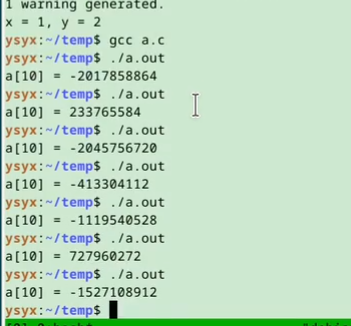 1 warning generated.
x = 1, y = 2
ysyx:~/temp$ gcc a.c
ysyx:~/temp$ ./a.out
a[10] = -2017858864
ysyx:~/temp$ ./a.out
a[10] = 233765584
ysyx:~/temp$ ./a.out
a[10] = -2045756720
ysyx:~/temp$ ./a.out
a[10] = -413304112
ysyx:~/temp$ ./a.out
a[10] = -1119540528
ysyx:~/temp$ ./a.out
a[10] = 727960272
ysyx:~/temp$ ./a.out
a[10] = -1527108912
ysyx:~/temp$